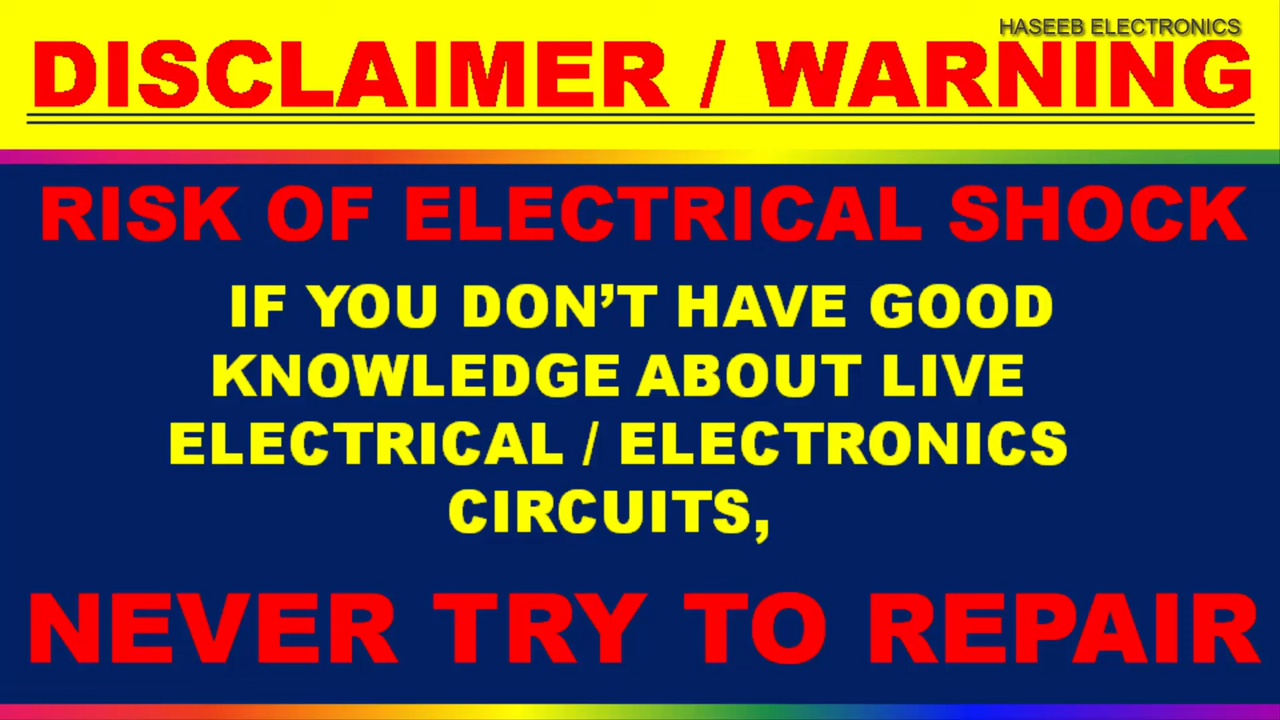 HASEEB ELECTRONICS
DISCLAIMER / WARNING
RISK OF ELECTRICAL SHOCK
IF YOU DON’T HAVE GOOD
KNOWLEDGE ABOUT LIVE
ELECTRICAL / ELECTRONICS
CIRCUITS,
NEVER TRY TO REPAIR